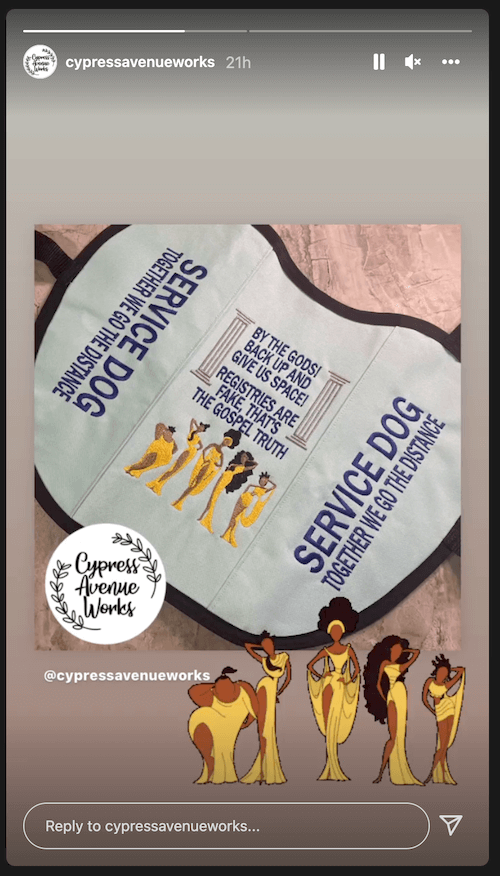 cypressavenueworks 21h
SERVICE DOG
TOGETHER WE GO THE DISTANCE
BY THE GODS!
BACK UP AND
GIVE US SPACE!
REGISTRIES ARE
FAKE, THAT'S
THE GOSPEL TRUTH
SERVICE DOG
TOGETHER WE GO THE DISTANCE
Cypress
Avenue
Works
@cypressavenueworks
Reply to cypressavenueworks...